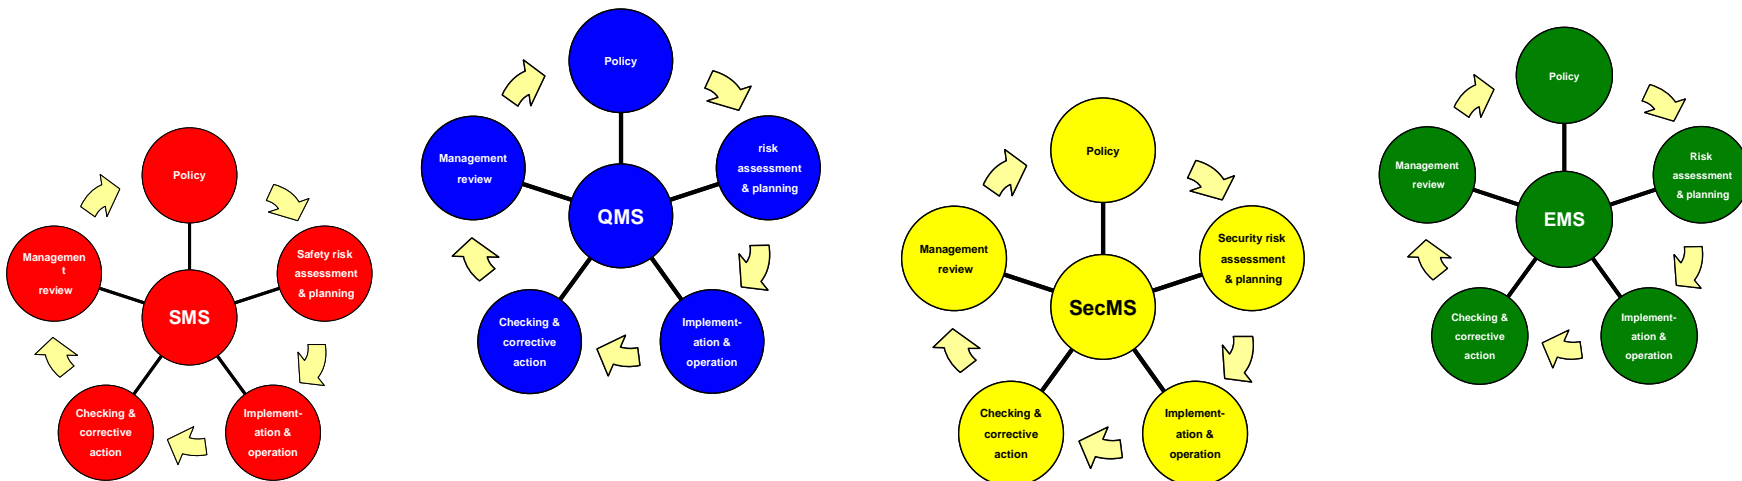 Policy
Managemen
t
review
Safety risk
assessment
& planning
SMS
Checking &
corrective
action
Implement-
ation &
operation
Policy
Management
review
risk
assessment
& planning
QMS
Checking &
corrective
action
Implement-
ation &
operation
Policy
Management
review
Security risk
assessment
& planning
SecMS
Checking &
corrective
action
Implement-
ation &
operation
Policy
Management
review
Risk
assessment
& planning
EMS
Checking &
corrective
action
Implement-
ation &
operation